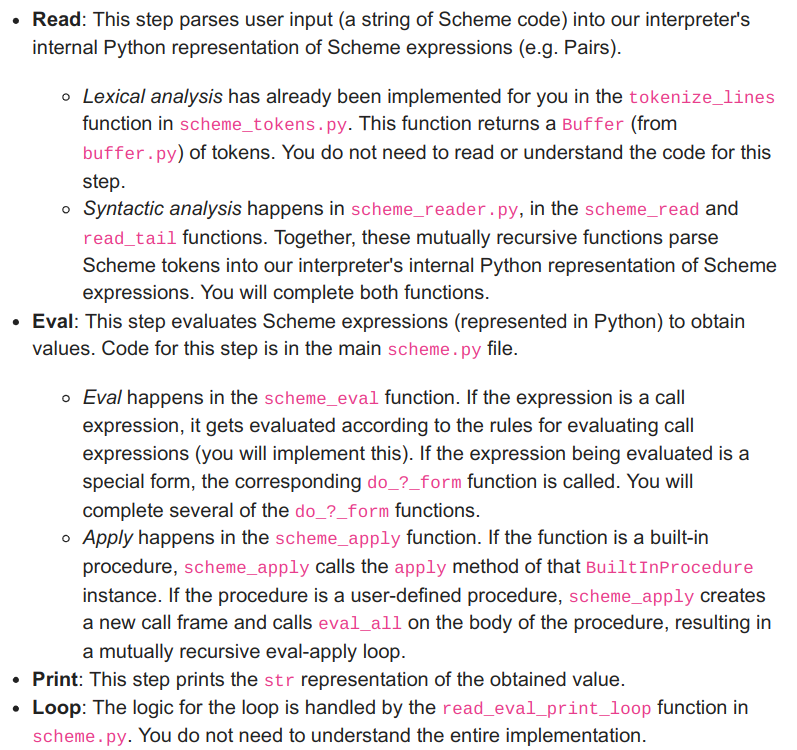 • Read: This step parses user input (a string of Scheme code) into our interpreter's
internal Python representation of Scheme expressions (e.g. Pairs).
◦ Lexical analysis has already been implemented for you in the tokenize_lines
function in scheme_tokens.py. This function returns a Buffer (from
buffer.py) of tokens. You do not need to read or understand the code for this
step.
◦ Syntactic analysis happens in scheme_reader.py, in the scheme_read and
read_tail functions. Together, these mutually recursive functions parse
Scheme tokens into our interpreter's internal Python representation of Scheme
expressions. You will complete both functions.
• Eval: This step evaluates Scheme expressions (represented in Python) to obtain
values. Code for this step is in the main scheme.py file.
◦ Eval happens in the scheme_eval function. If the expression is a call
expression, it gets evaluated according to the rules for evaluating call
expressions (you will implement this). If the expression being evaluated is a
special form, the corresponding do_?_form function is called. You will
complete several of the do_?_form functions.
◦ Apply happens in the scheme_apply function. If the function is a built-in
procedure, scheme_apply calls the apply method of that BuiltInProcedure
instance. If the procedure is a user-defined procedure, scheme_apply creates
a new call frame and calls eval_all on the body of the procedure, resulting in
a mutually recursive eval-apply loop.
• Print: This step prints the str representation of the obtained value.
• Loop: The logic for the loop is handled by the read_eval_print_loop function in
scheme.py. You do not need to understand the entire implementation.